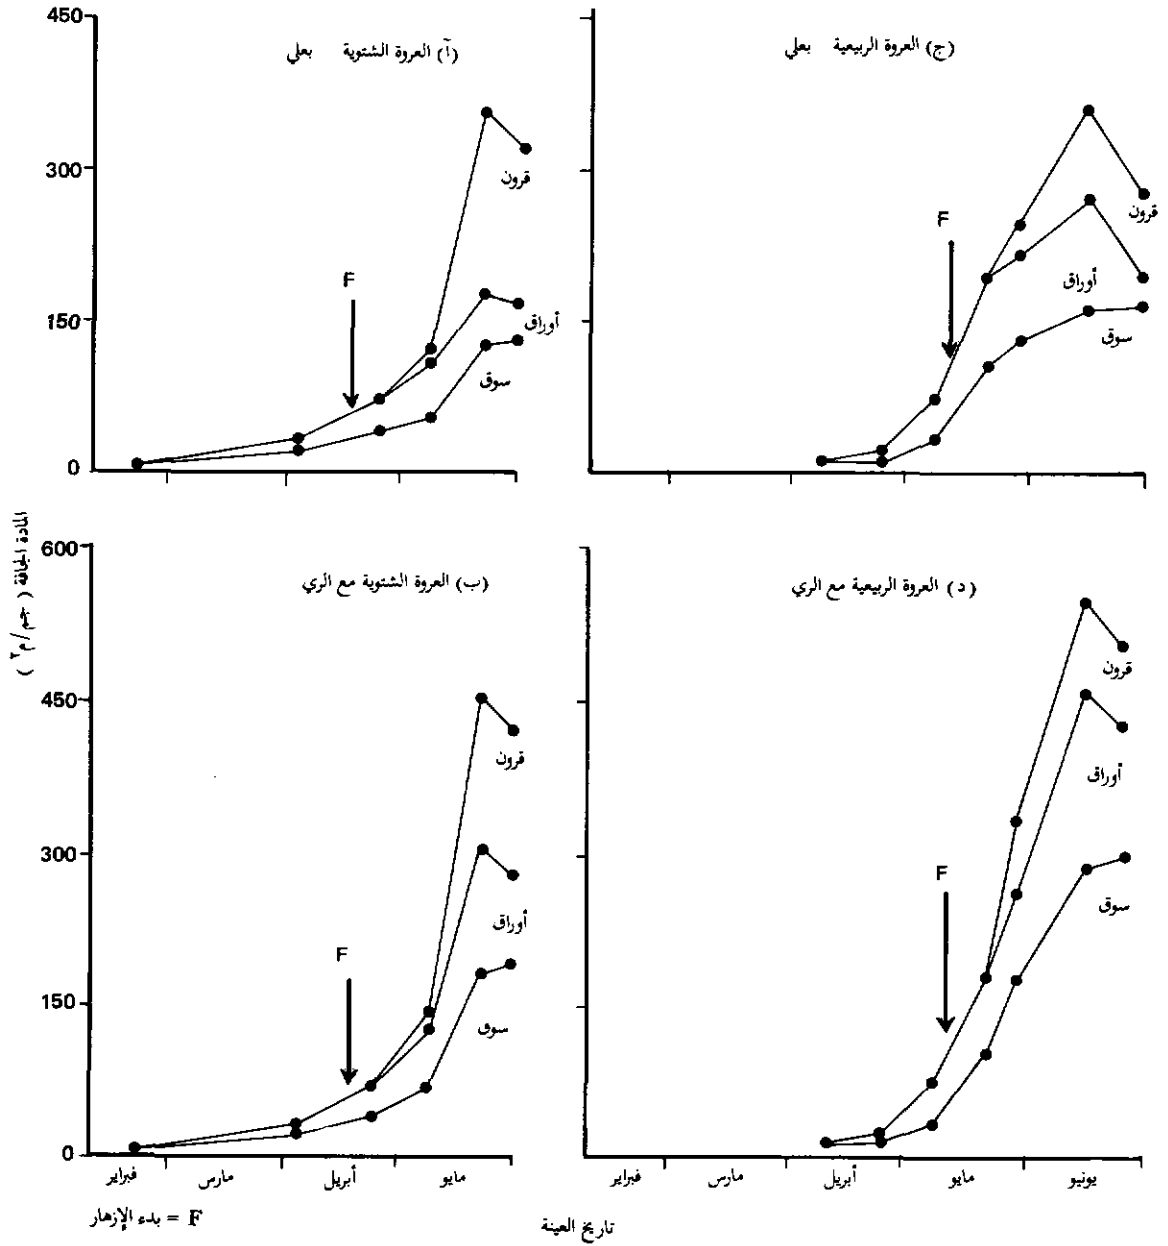 450
(آ) العروة الشتوية بعلي
(ج) العروة الربيعية بعلي
300
قرون
F
150
أوراق
سوق
0
F
قرون
أوراق
سوق
المادة الجافة (جم/م٢)
600
(ب) العروة الشتوية مع الري
(د) العروة الربيعية مع الري
450
قرون
300
أوراق
F
150
سوق
0
قرون
أوراق
F
سوق
فبراير مارس أبريل مايو
فبراير مارس أبريل مايو يونيو
F = بدء الإزهار
تاريخ العينة